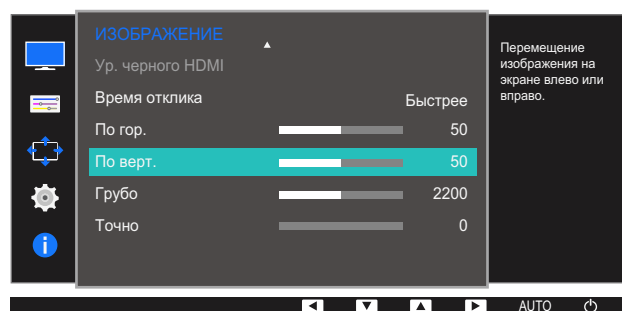 ИЗОБРАЖЕНИЕ
Ур. черного HDMI
Время отклика Быстрее
По гор. 50
По верт. 50
Грубо 2200
Точно 0
Перемещение
изображения на
экране влево или
вправо.
AUTO